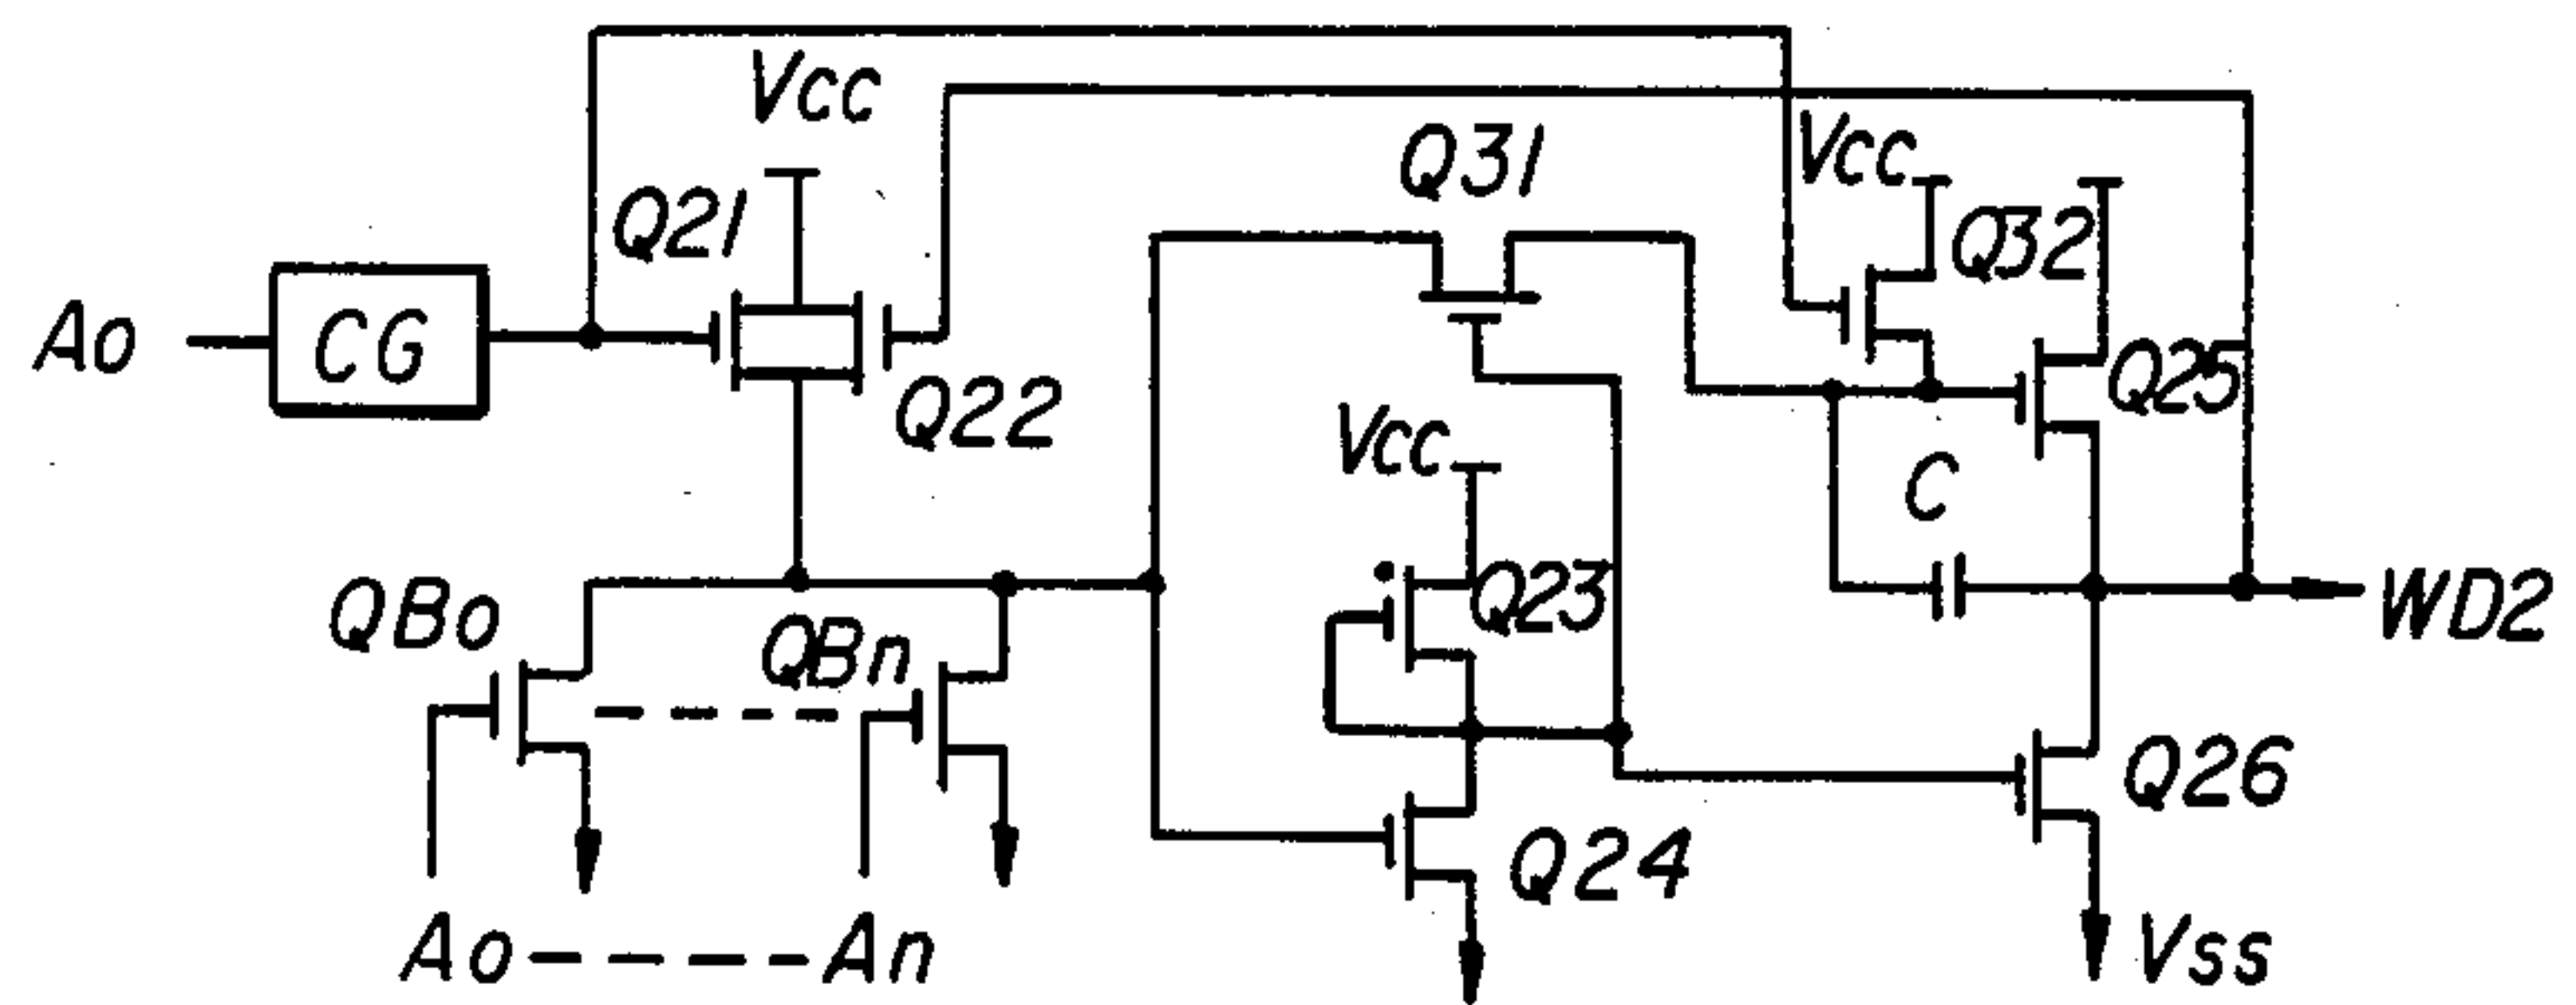 Vcc
Q31
Vcc
Q21
Q32
Ao
CG
Q25
Q22
Vcc
C
QBo
QBn
Q23
WD2
Q26
Q24
Ao - - - - An
Vss